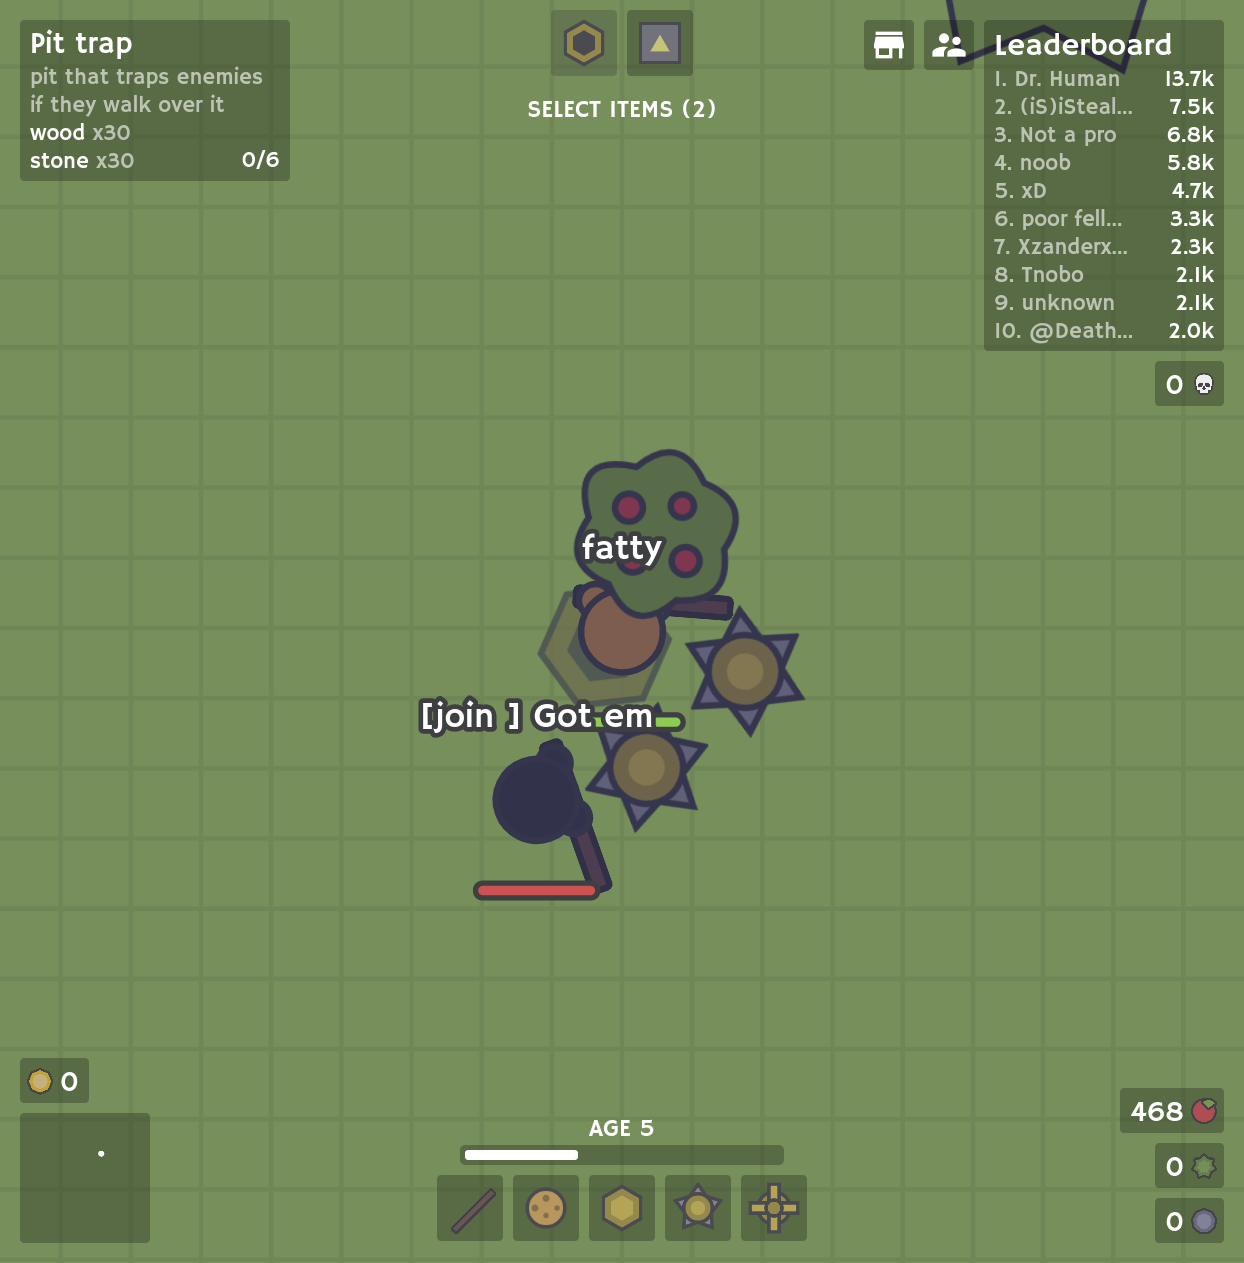 Pit trap
pit that traps enemies
if they walk over it
wood x30
stone x30 0/6
SELECT ITEMS (2)
Leaderboard
1. Dr. Human 13.7k
2. (iS)iSteal... 7.5k
3. Not a pro 6.8k
4. noob 5.8k
5. xD 4.7k
6. poor fell... 3.3k
7. Xzanderx... 2.3k
8. Tnobo 2.1k
9. unknown 2.1k
10. @Death... 2.0k
0
fatty
[join ] Got em
0
AGE 5
468
0
0